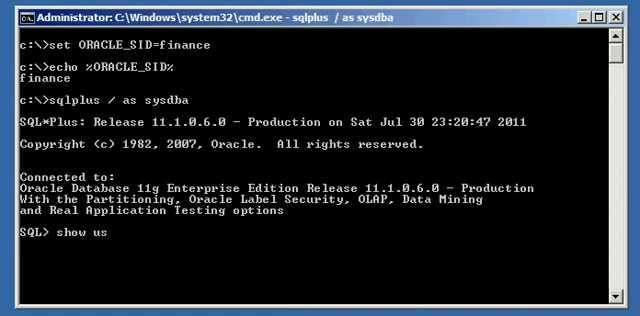 Administrator: C:\Windows\system32\cmd.exe - sqlplus / as sysdba
c:\>set ORACLE_SID=finance
c:\>echo %ORACLE_SID%
finance
c:\>sqlplus / as sysdba
SQL*Plus: Release 11.1.0.6.0 - Production on Sat Jul 30 23:20:47 2011
Copyright (c) 1982, 2007, Oracle.  All rights reserved.
Connected to:
Oracle Database 11g Enterprise Edition Release 11.1.0.6.0 - Production
With the Partitioning, Oracle Label Security, OLAP, Data Mining
and Real Application Testing options
SQL> show us